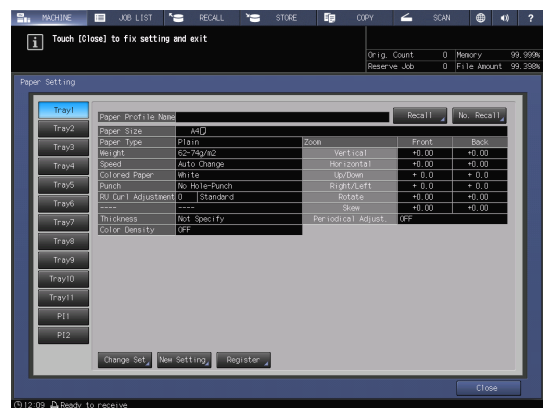 MACHINE JOB LIST RECALL STORE COPY SCAN ?
Touch [Close] to fix setting and exit
Orig. Count 0 Memory 99.999%
Reserve Job 0 File Amount 99.398%
Paper Setting
Tray1
Tray2
Tray3
Tray4
Tray5
Tray6
Tray7
Tray8
Tray9
Tray10
Tray11
PI1
PI2
Paper Profile Name Recall No. Recall
Paper Size A4
Paper Type Plain Zoom Front Back
Weight 62-74g/m2 Vertical +0.00 +0.00
Speed Auto Change Horizontal +0.00 +0.00
Colored Paper White Up/Down + 0.0 + 0.0
Punch No Hole-Punch Right/Left + 0.0 + 0.0
RU Curl Adjustment 0 Standard Rotate +0.00 +0.00
---- ---- Skew +0.00 +0.00
Thickness Not Specify Periodical Adjust. OFF
Color Density OFF
Change Set New Setting Register
Close
12:09 Ready to receive